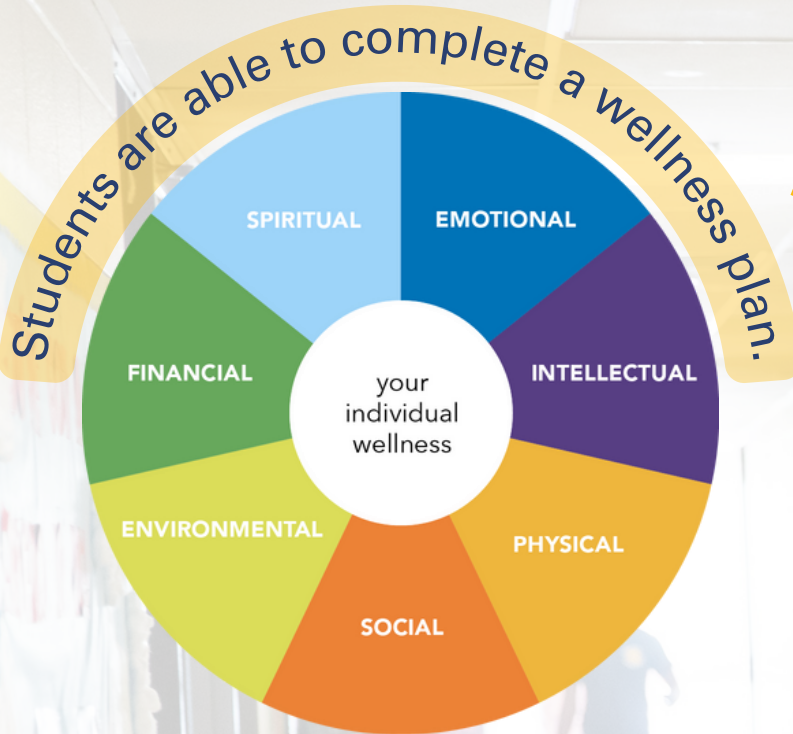 Students are able to complete a wellness plan.
SPIRITUAL
EMOTIONAL
FINANCIAL
your
individual
wellness
INTELLECTUAL
ENVIRONMENTAL
PHYSICAL
SOCIAL